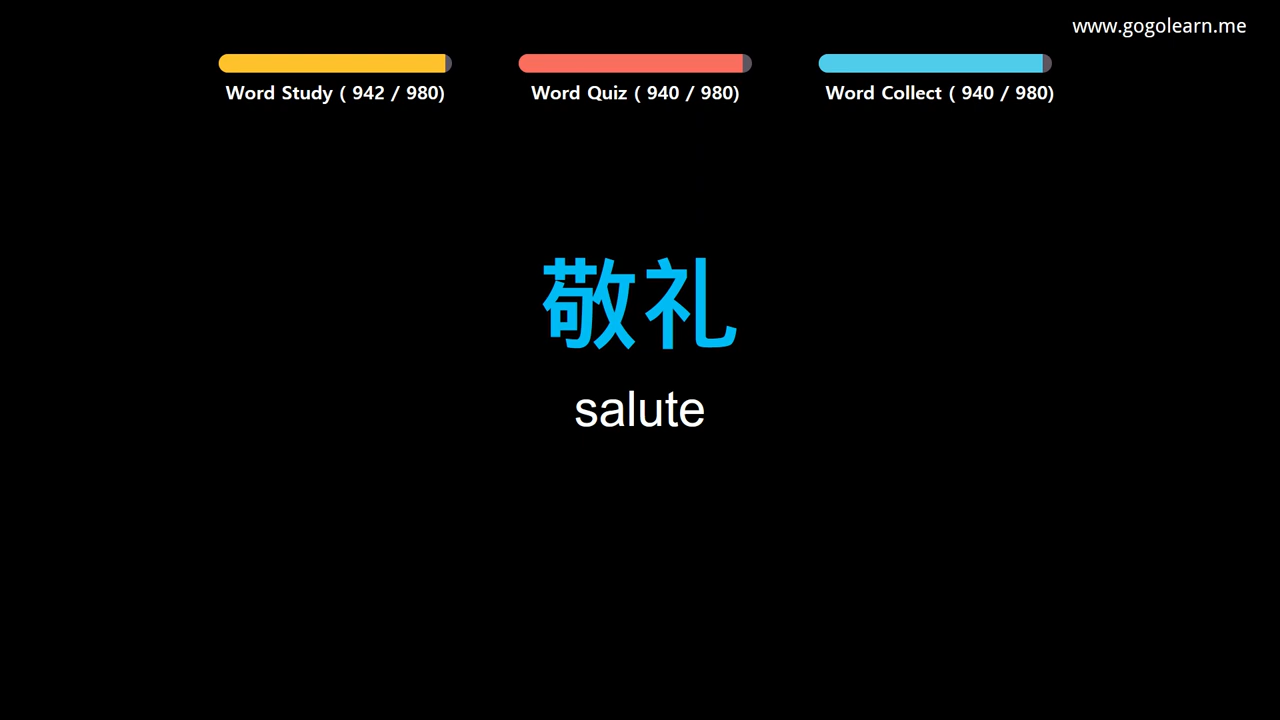 www.gogolearn.me
Word Study ( 942 / 980)
Word Quiz ( 940 / 980)
Word Collect ( 940 / 980)
敬礼
salute